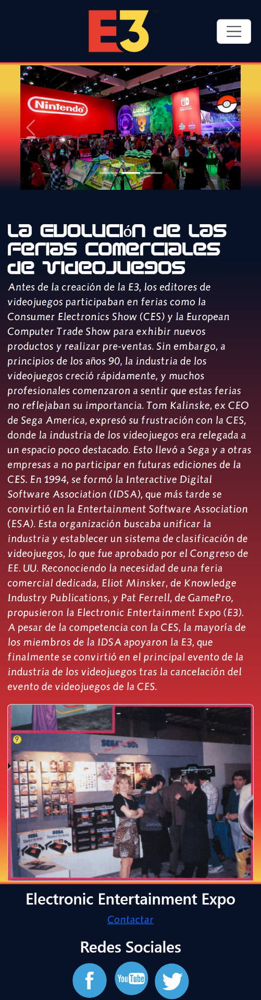 E3
Nintendo
Luigi's
Mansion
3
NINTENDO
SWITCH
La Evolución de las
Ferias Comerciales
de Videojuegos
Antes de la creación de la E3, los editores de
videojuegos participaban en ferias como la
Consumer Electronics Show (CES) y la European
Computer Trade Show para exhibir nuevos
productos y realizar pre-ventas. Sin embargo, a
principios de los años 90, la industria de los
videojuegos creció rápidamente, y muchos
profesionales comenzaron a sentir que estas ferias
no reflejaban su importancia. Tom Kalinske, ex CEO
de Sega America, expresó su frustración con la CES,
donde la industria de los videojuegos era relegada a
un espacio poco destacado. Esto llevó a Sega y a otras
empresas a no participar en futuras ediciones de la
CES. En 1994, se formó la Interactive Digital
Software Association (IDSA), que más tarde se
convirtió en la Entertainment Software Association
(ESA). Esta organización buscaba unificar la
industria y establecer un sistema de clasificación de
videojuegos, lo que fue aprobado por el Congreso de
EE. UU. Reconociendo la necesidad de una feria
comercial dedicada, Eliot Minsker, de Knowledge
Industry Publications, y Pat Ferrell, de GamePro,
propusieron la Electronic Entertainment Expo (E3).
A pesar de la competencia con la CES, la mayoría de
los miembros de la IDSA apoyaron la E3, que
finalmente se convirtió en el principal evento de la
industria de los videojuegos tras la cancelación del
evento de videojuegos de la CES.
9
SEGA 90's
GENESIS
SEGA
SEGA
Electronic Entertainment Expo
Contactar
Redes Sociales
f
YouTube